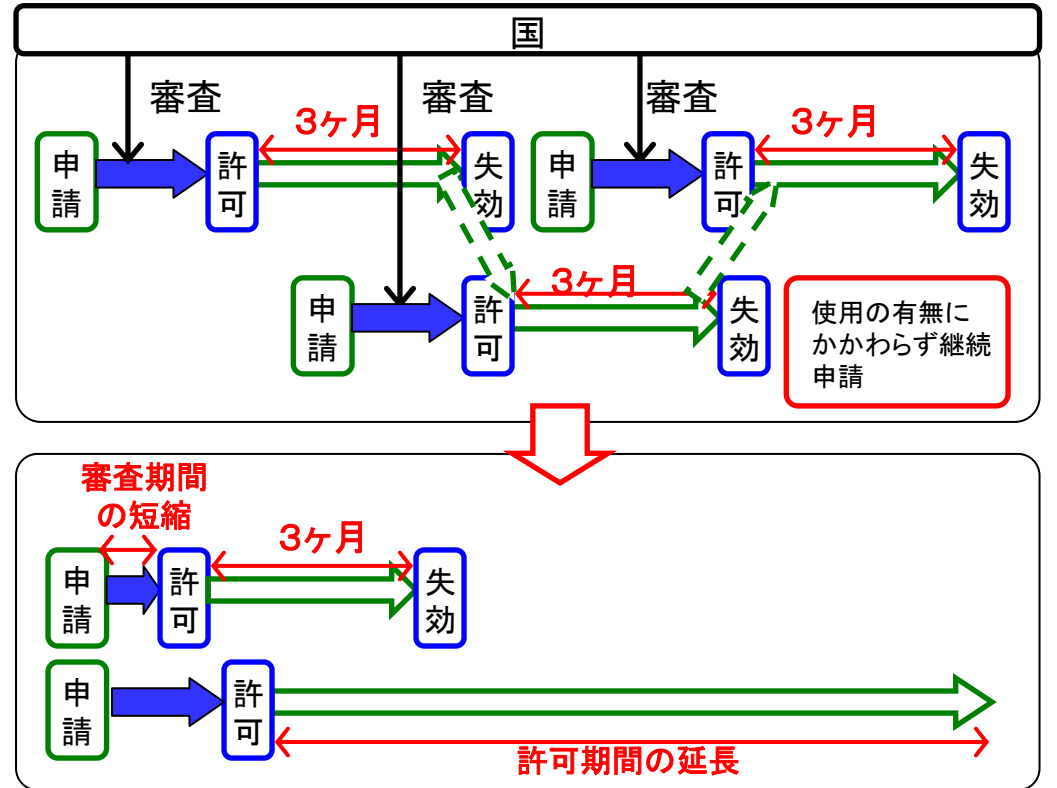 国
審査
審査
審査
3ヶ月
3ヶ月
申請
許可
失効
申請
許可
失効
3ヶ月
申請
許可
失効
使用の有無に
かかわらず継続
申請
審査期間
の短縮
3ヶ月
申請
許可
失効
申請
許可
許可期間の延長